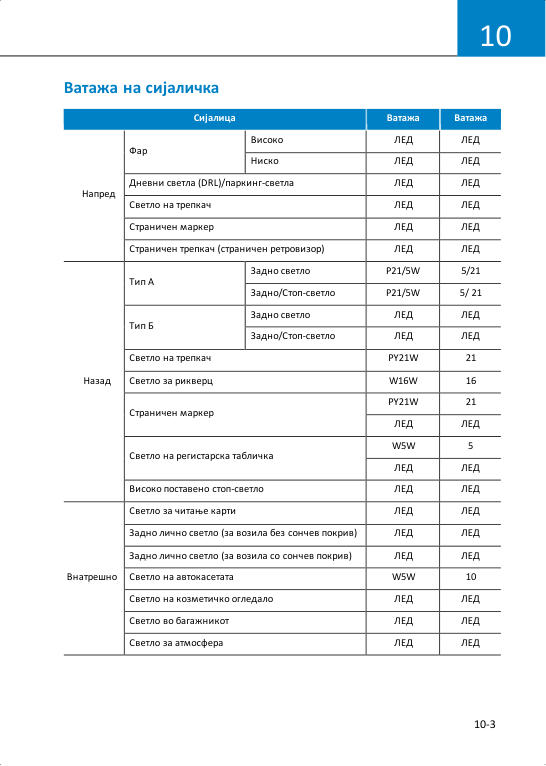 10
Ватажа на сијаличка
Сијалица Ватажа Ватажа
Напред Фар Високо ЛЕД ЛЕД
Ниско ЛЕД ЛЕД
Дневни светла (DRL)/паркинг-светла ЛЕД ЛЕД
Светло на трепкач ЛЕД ЛЕД
Страничен маркер ЛЕД ЛЕД
Страничен трепкач (страничен ретровизор) ЛЕД ЛЕД
Назад Тип А Задно светло P21/5W 5/21
Задно/Стоп-светло P21/5W 5/ 21
Тип Б Задно светло ЛЕД ЛЕД
Задно/Стоп-светло ЛЕД ЛЕД
Светло на трепкач PY21W 21
Светло за рикверц W16W 16
Страничен маркер PY21W 21
ЛЕД ЛЕД
Светло на регистарска табличка W5W 5
ЛЕД ЛЕД
Високо поставено стоп-светло ЛЕД ЛЕД
Внатрешно Светло за читање карти ЛЕД ЛЕД
Задно лично светло (за возила без сончев покрив) ЛЕД ЛЕД
Задно лично светло (за возила со сончев покрив) ЛЕД ЛЕД
Светло на автокасетата W5W 10
Светло на козметичко огледало ЛЕД ЛЕД
Светло во багажникот ЛЕД ЛЕД
Светло за атмосфера ЛЕД ЛЕД
10-3